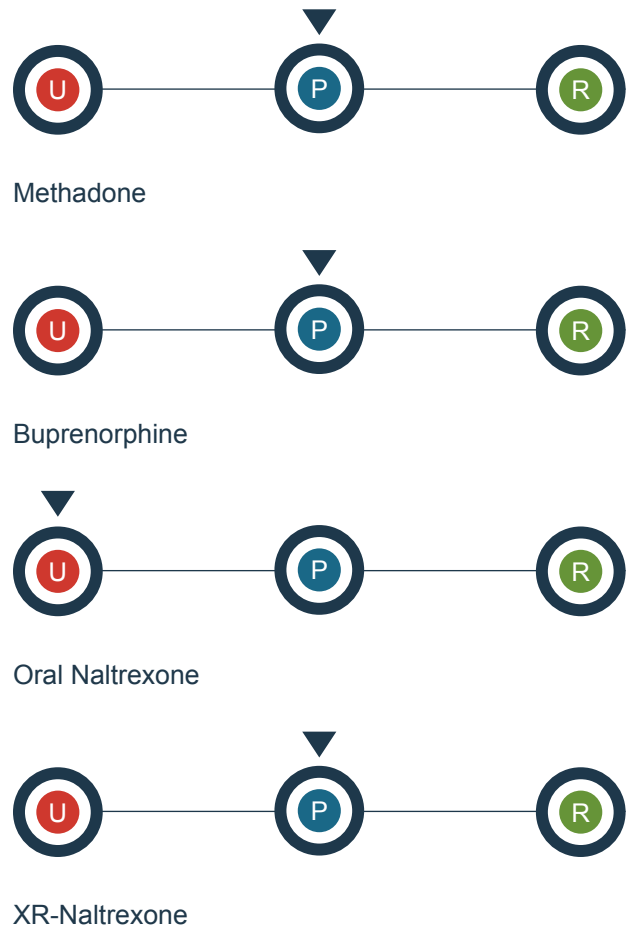 U P R
Methadone
U P R
Buprenorphine
U P R
Oral Naltrexone
U P R
XR-Naltrexone